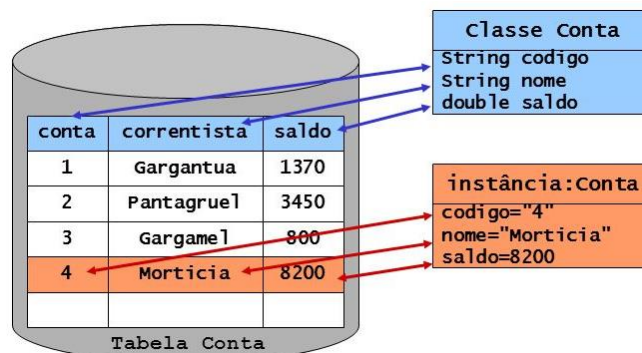 Classe Conta
String codigo
String nome
double saldo
conta correntista saldo
1 Gargantua 1370
2 Pantagruel 3450
3 Gargamel 800
4 Morticia 8200
instância:Conta
codigo="4"
nome="Morticia"
saldo=8200
Tabela Conta